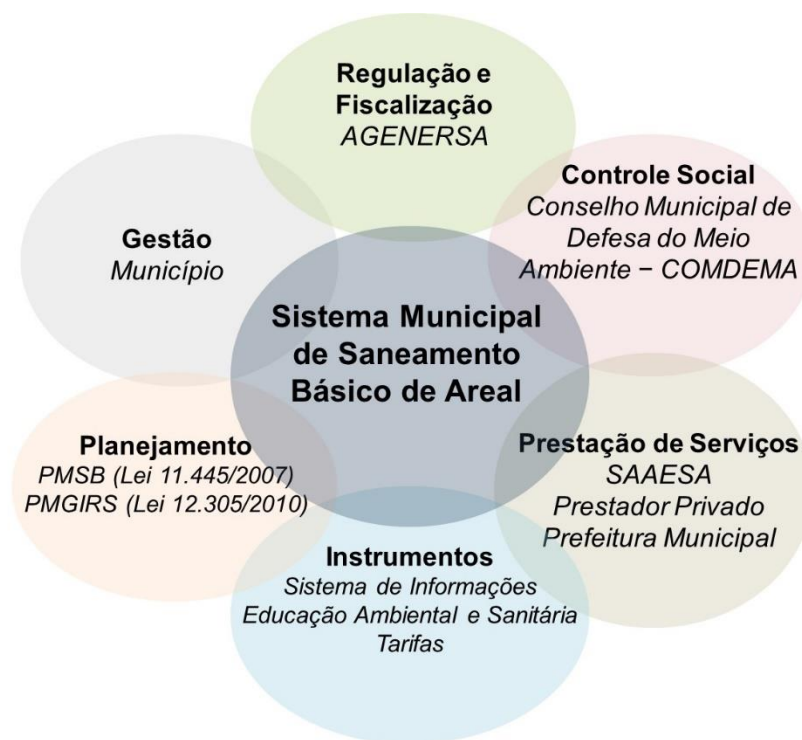 Regulação e
Fiscalização
AGENERSA
Controle Social
Conselho Municipal de
Defesa do Meio
Ambiente – COMDEMA
Gestão
Município
Sistema Municipal
de Saneamento
Básico de Areal
Planejamento
PMSB (Lei 11.445/2007)
PMGIRS (Lei 12.305/2010)
Prestação de Serviços
SAAESA
Prestador Privado
Prefeitura Municipal
Instrumentos
Sistema de Informações
Educação Ambiental e Sanitária
Tarifas